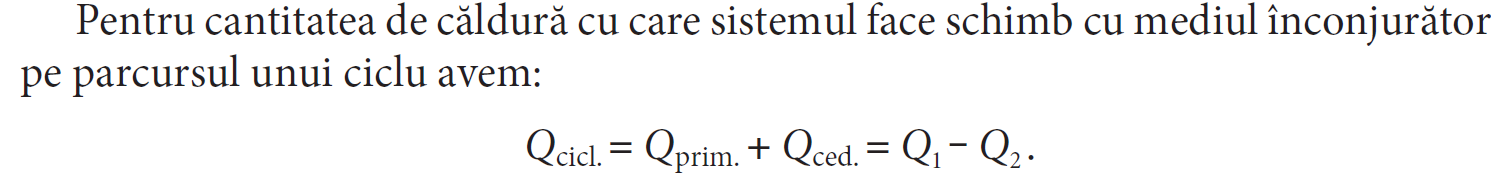 Pentru cantitatea de căldură cu care sistemul face schimb cu mediul înconjurător
pe parcursul unui ciclu avem:
Qcicl. = Qprim. + Qced. = Q1 − Q2.